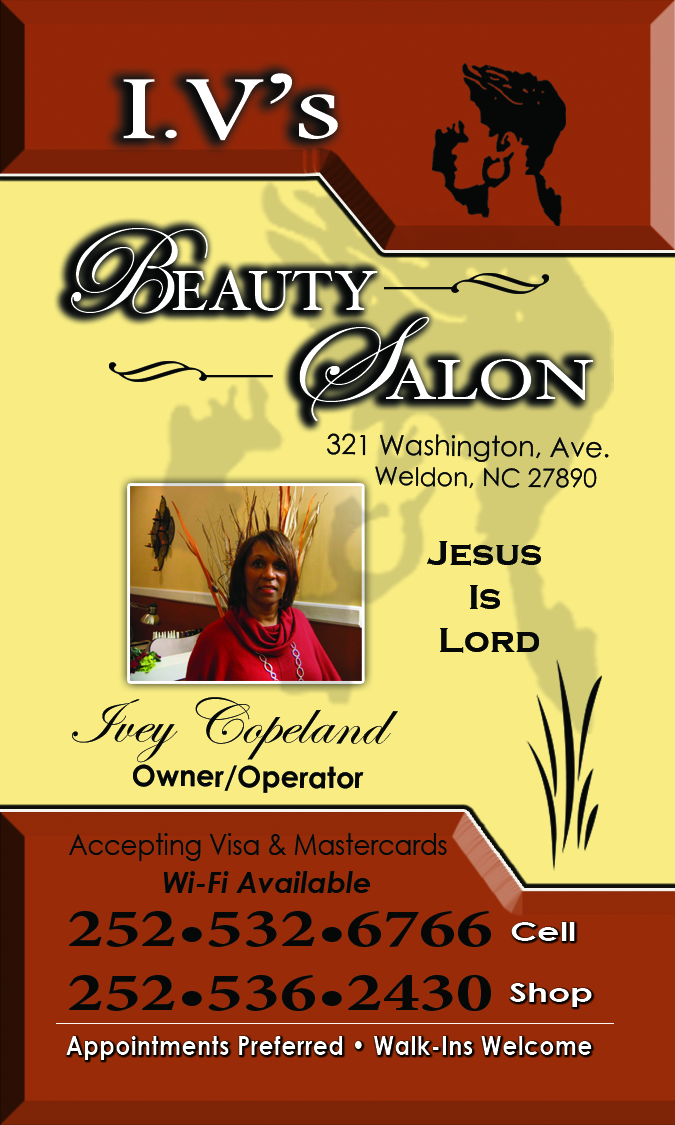 I.V's
Beauty
Salon
321 Washington, Ave.
Weldon, NC 27890
Jesus
Is
Lord
Ivey Copeland
Owner/Operator
Accepting Visa & Mastercards
Wi-Fi Available
252•532•6766 Cell
252•536•2430 Shop
Appointments Preferred • Walk-Ins Welcome